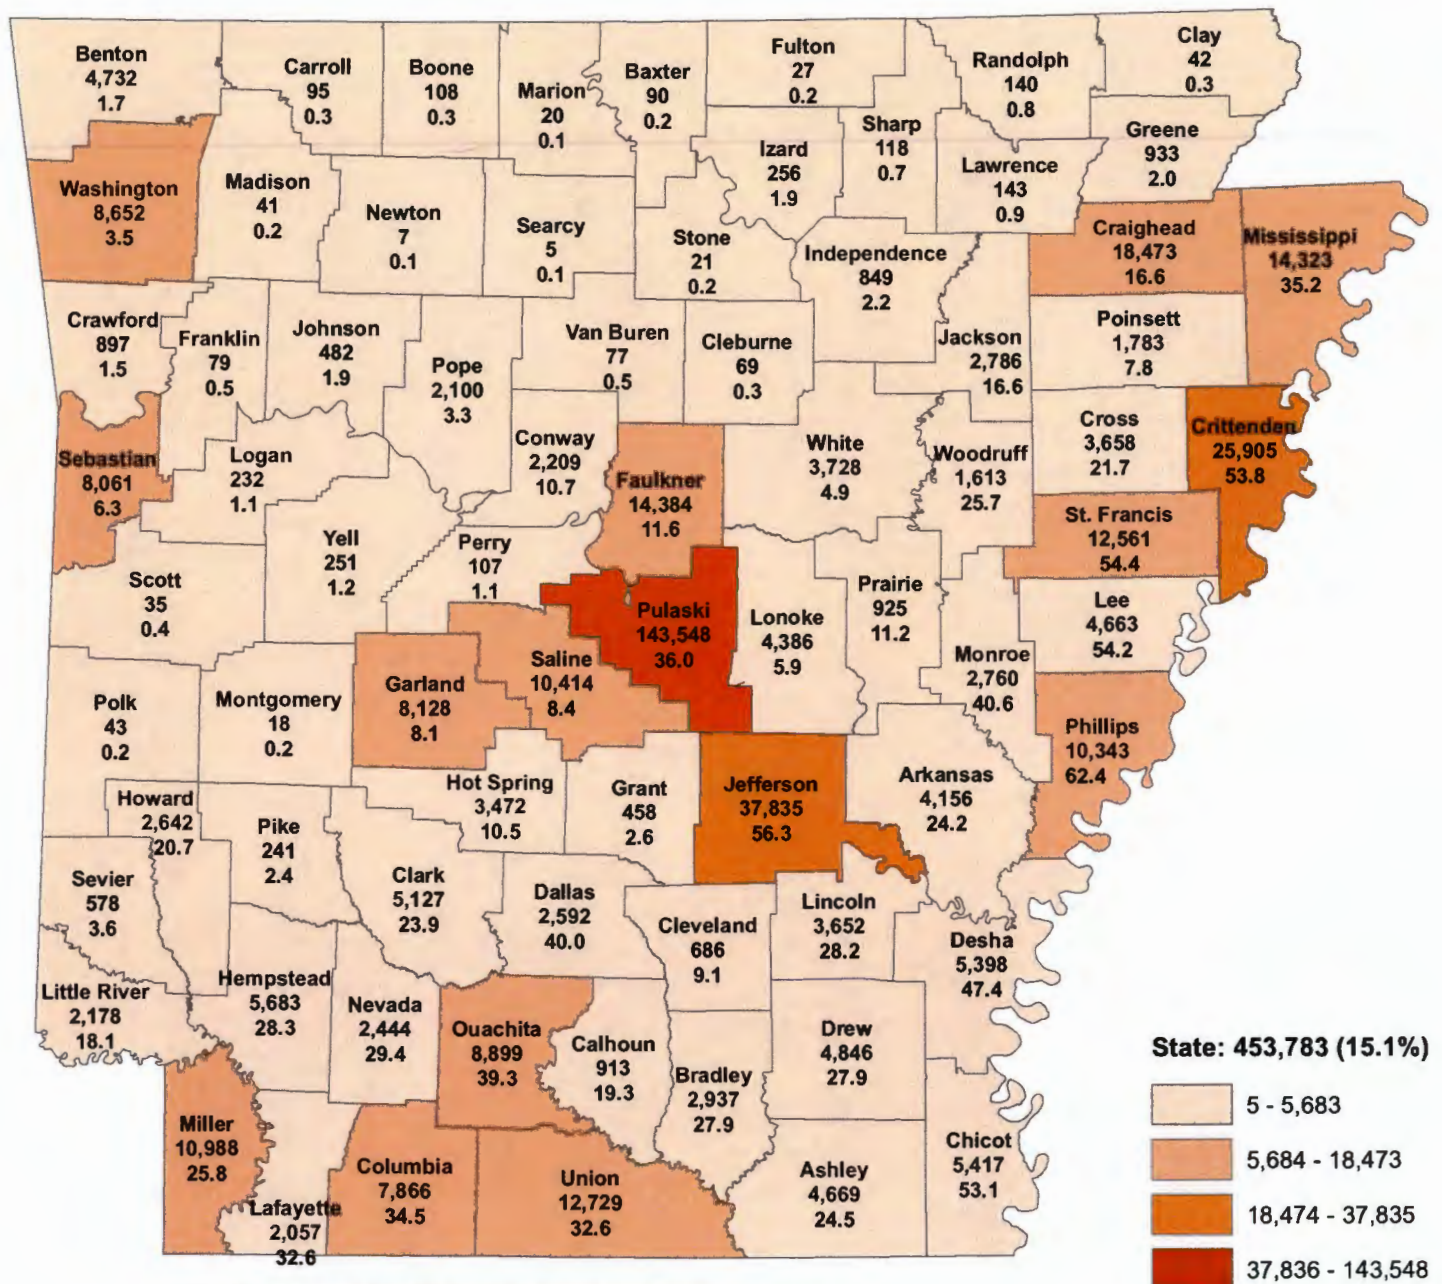 Benton
4,732
1.7
Carroll
95
0.3
Boone
108
0.3
Marion
20
0.1
Baxter
90
0.2
Fulton
27
0.2
Randolph
140
0.8
Clay
42
0.3
Washington
8,652
3.5
Madison
41
0.2
Newton
7
0.1
Searcy
5
0.1
Stone
21
0.2
Izard
256
1.9
Sharp
118
0.7
Lawrence
143
0.9
Greene
933
2.0
Independence
849
2.2
Craighead
18,473
16.6
Mississippi
14,323
35.2
Crawford
897
1.5
Franklin
79
0.5
Johnson
482
1.9
Pope
2,100
3.3
Van Buren
77
0.5
Cleburne
69
0.3
Jackson
2,786
16.6
Poinsett
1,783
7.8
Sebastian
8,061
6.3
Logan
232
1.1
Conway
2,209
10.7
Faulkner
14,384
11.6
White
3,728
4.9
Woodruff
1,613
25.7
Cross
3,658
21.7
Crittenden
25,905
53.8
Scott
35
0.4
Yell
251
1.2
Perry
107
1.1
Pulaski
143,548
36.0
Lonoke
4,386
5.9
Prairie
925
11.2
St. Francis
12,561
54.4
Lee
4,663
54.2
Monroe
2,760
40.6
Polk
43
0.2
Montgomery
18
0.2
Garland
8,128
8.1
Saline
10,414
8.4
Phillips
10,343
62.4
Howard
2,642
20.7
Pike
241
2.4
Hot Spring
3,472
10.5
Grant
458
2.6
Jefferson
37,835
56.3
Arkansas
4,156
24.2
Sevier
578
3.6
Clark
5,127
23.9
Dallas
2,592
40.0
Cleveland
686
9.1
Lincoln
3,652
28.2
Desha
5,398
47.4
Little River
2,178
18.1
Hempstead
5,683
28.3
Nevada
2,444
29.4
Ouachita
8,899
39.3
Calhoun
913
19.3
Bradley
2,937
27.9
Drew
4,846
27.9
Miller
10,988
25.8
Lafayette
2,057
32.6
Columbia
7,866
34.5
Union
12,729
32.6
Ashley
4,669
24.5
Chicot
5,417
53.1
State: 453,783 (15.1%)
5 - 5,683
5,684 - 18,473
18,474 - 37,835
37,836 - 143,548